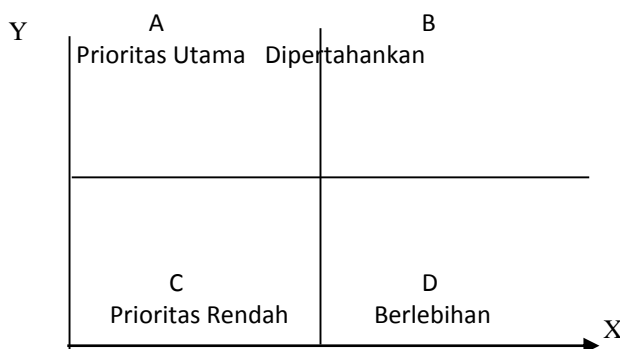 Y
A B
Prioritas Utama Dipertahankan
C D
Prioritas Rendah Berlebihan
X